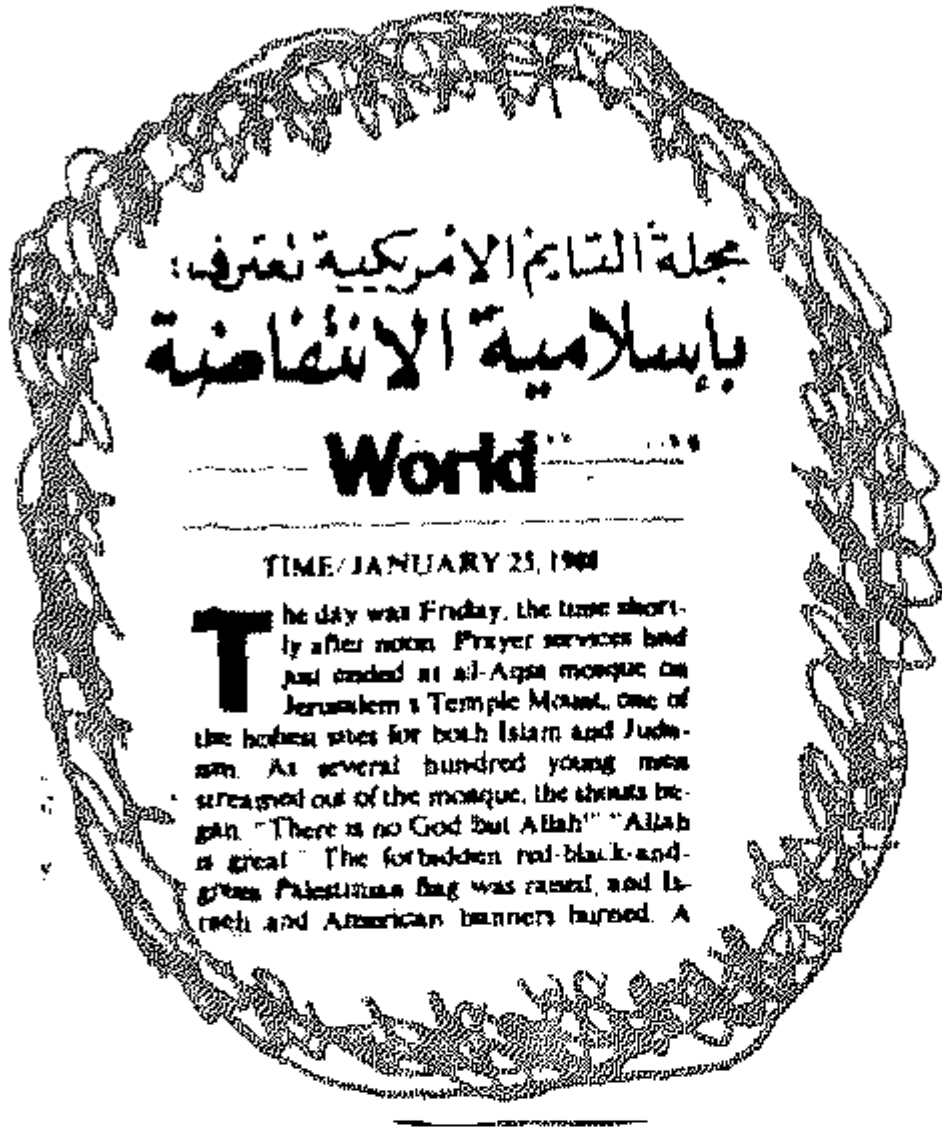 مجلة التايم الامريكية تعترف:
بإسلامية الانتفاضة
World
TIME/JANUARY 25, 1988
The day was Friday, the time short-
ly after noon. Prayer services had
just ended at al-Aqsa mosque on
Jerusalem's Temple Mount, one of
the holiest sites for both Islam and Juda-
ism. As several hundred young men
streamed out of the mosque, the shouts be-
gan. "There is no God but Allah!" "Allah
is great." The forbidden red-black-and-
green Palestinian flag was raised, and Is-
raeli and American banners burned. A